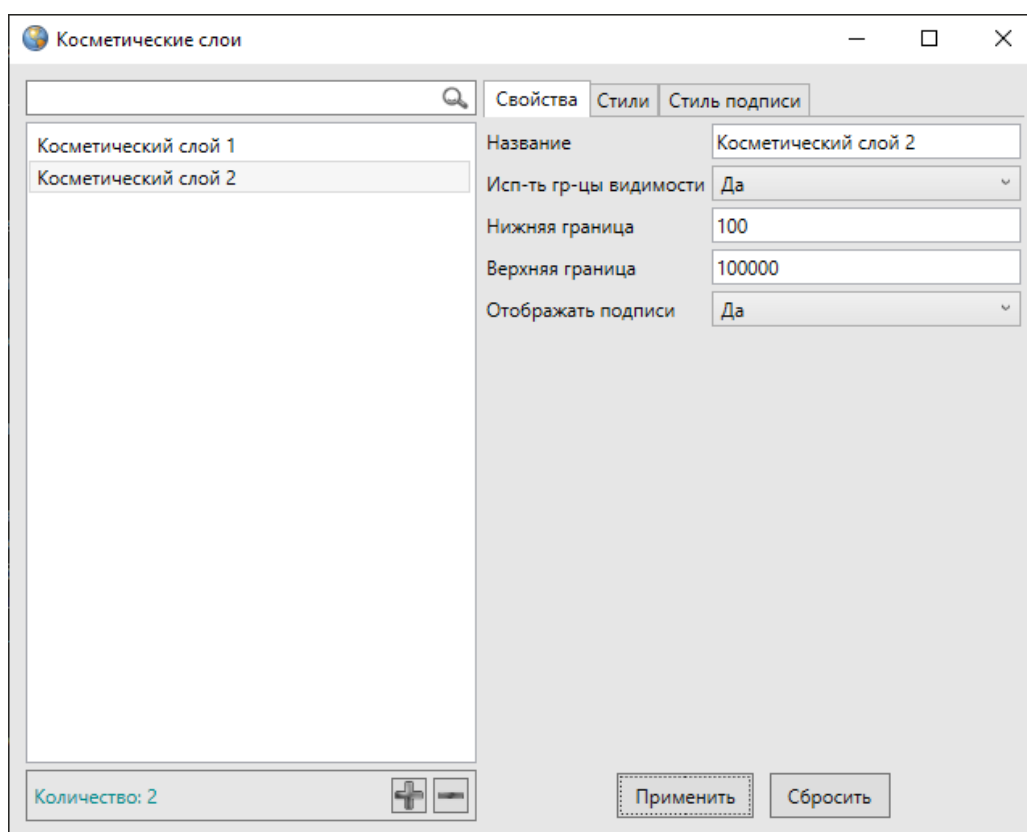 Косметические слои
Свойства Стили Стиль подписи
Косметический слой 1
Косметический слой 2
Название Косметический слой 2
Исп-ть гр-цы видимости Да
Нижняя граница 100
Верхняя граница 100000
Отображать подписи Да
Количество: 2
Применить Сбросить